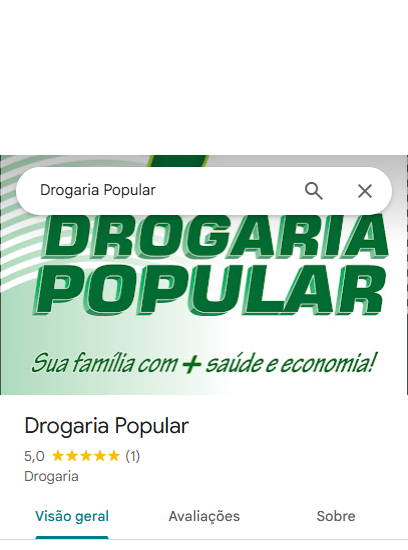 Drogaria Popular
DROGARIA
POPULAR
Sua família com + saúde e economia!
Drogaria Popular
5,0 ★★★★★ (1)
Drogaria
Visão geral Avaliações Sobre